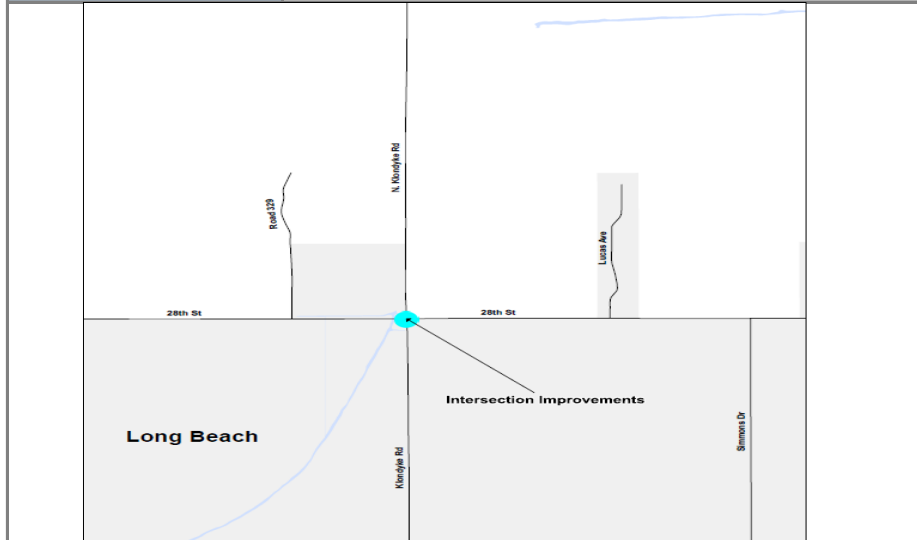 N. Klondyke Rd
Road 329
Lucas Ave
28th St
28th St
Intersection Improvements
Long Beach
Simmons Dr
Klondyke Rd